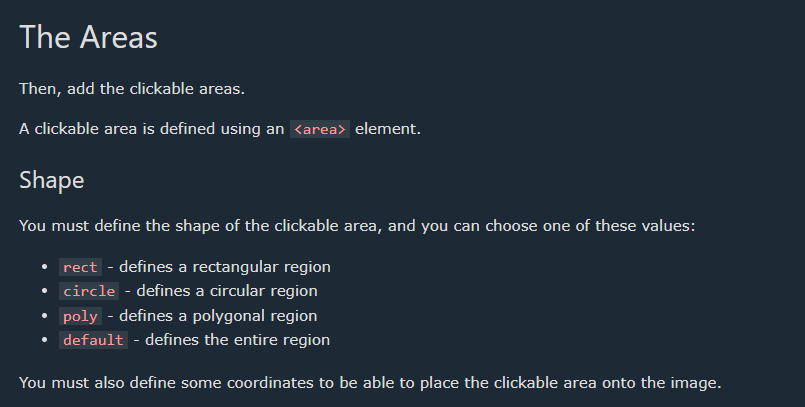 The Areas
Then, add the clickable areas.
A clickable area is defined using an <area> element.
Shape
You must define the shape of the clickable area, and you can choose one of these values:
• rect - defines a rectangular region
• circle - defines a circular region
• poly - defines a polygonal region
• default - defines the entire region
You must also define some coordinates to be able to place the clickable area onto the image.